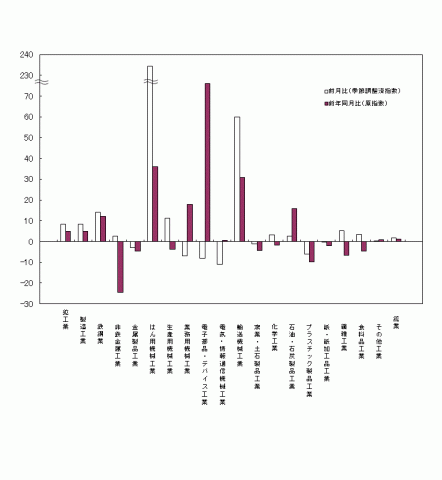 240
230
70
60
50
40
30
20
10
0
-10
-20
-30
前月比(季節調整済指数)
前年同月比(原指数)
鉱工業
製造工業
鉄鋼業
非鉄金属工業
金属製品工業
はん用機械工業
生産用機械工業
業務用機械工業
電子部品・デバイス工業
電気・情報通信機械工業
輸送機械工業
窯業・土石製品工業
化学工業
石油・石炭製品工業
プラスチック製品工業
紙・紙加工品工業
繊維工業
食料品工業
その他工業
鉱業